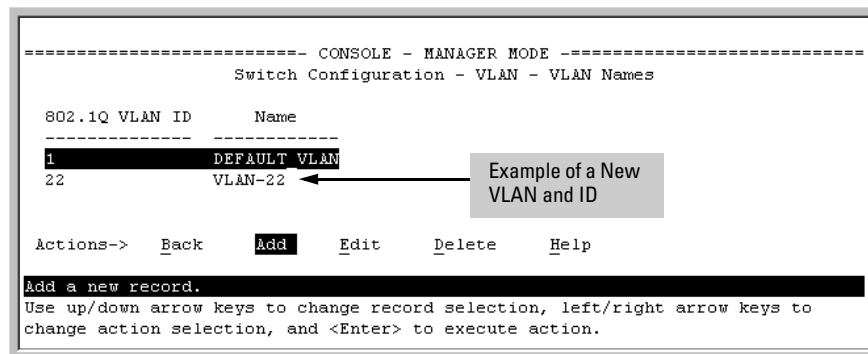 ===========================- CONSOLE - MANAGER MODE -============================
Switch Configuration - VLAN - VLAN Names
802.1Q VLAN ID     Name
-------------- ------------
1 DEFAULT_VLAN
22 VLAN-22
Example of a New
VLAN and ID
Actions-> Back Add Edit Delete Help
Add a new record.
Use up/down arrow keys to change record selection, left/right arrow keys to
change action selection, and <Enter> to execute action.